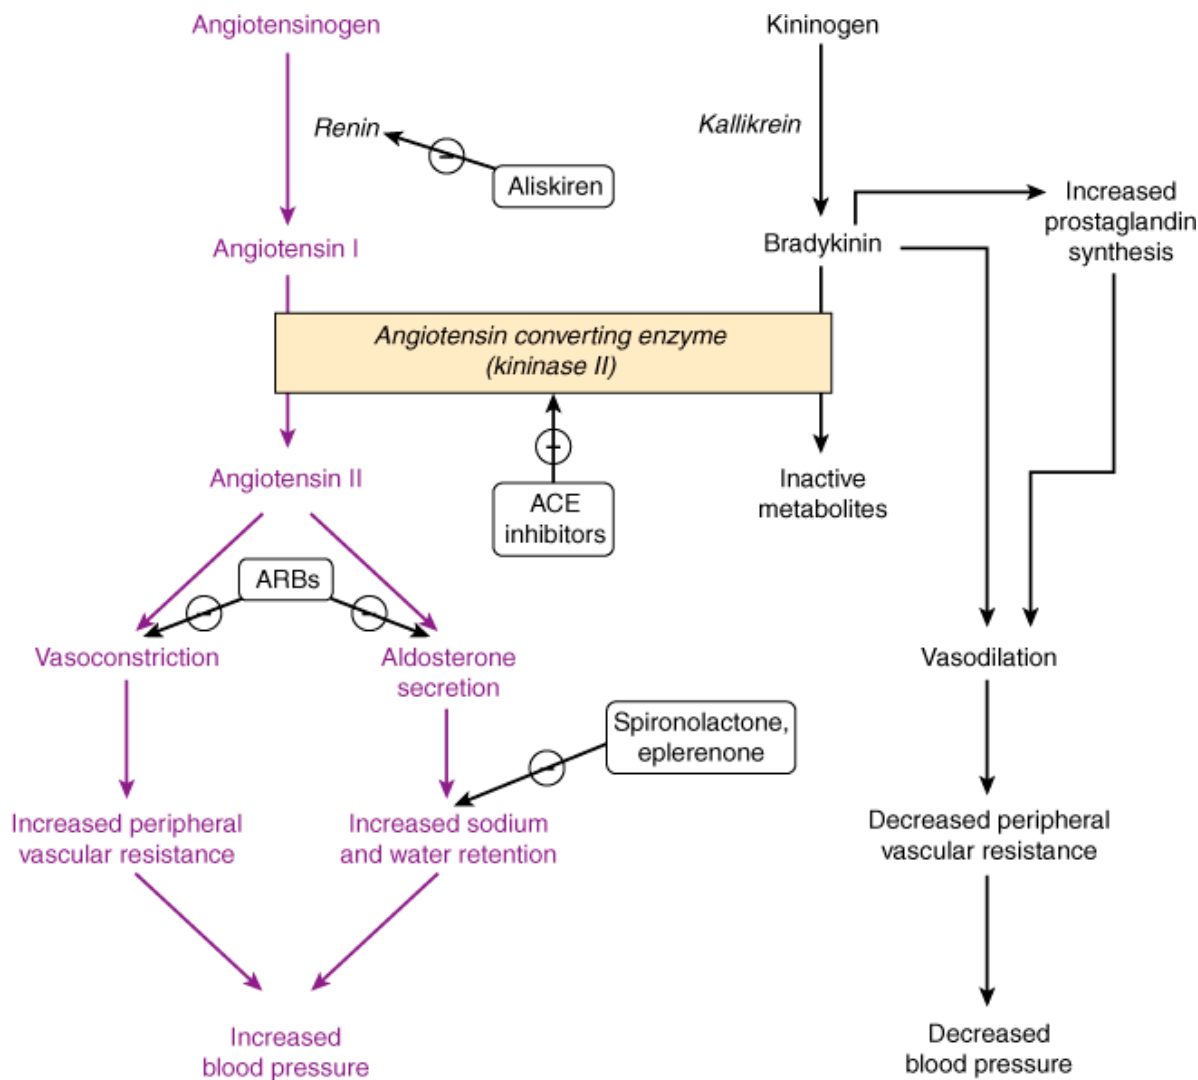 Angiotensinogen
Kininogen
Renin
Kallikrein
Aliskiren
Increased
prostaglandin
synthesis
Angiotensin I
Bradykinin
Angiotensin converting enzyme
(kininase II)
Angiotensin II
ACE
inhibitors
Inactive
metabolites
ARBs
Vasoconstriction
Aldosterone
secretion
Vasodilation
Spironolactone,
eplerenone
Increased peripheral
vascular resistance
Increased sodium
and water retention
Decreased peripheral
vascular resistance
Increased
blood pressure
Decreased
blood pressure